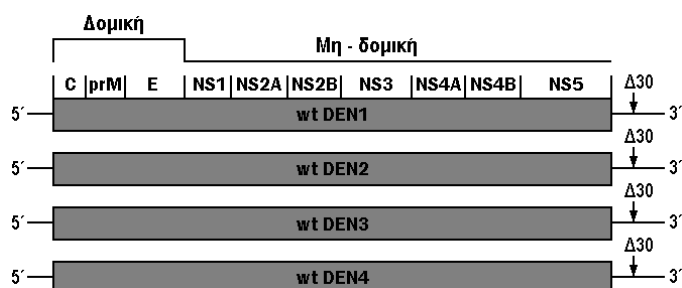 Δομική
Μη - δομική
C prM E NS1 NS2A NS2B NS3 NS4A NS4B NS5 Δ30
5´ wt DEN1 3´
Δ30
5´ wt DEN2 3´
Δ30
5´ wt DEN3 3´
Δ30
5´ wt DEN4 3´